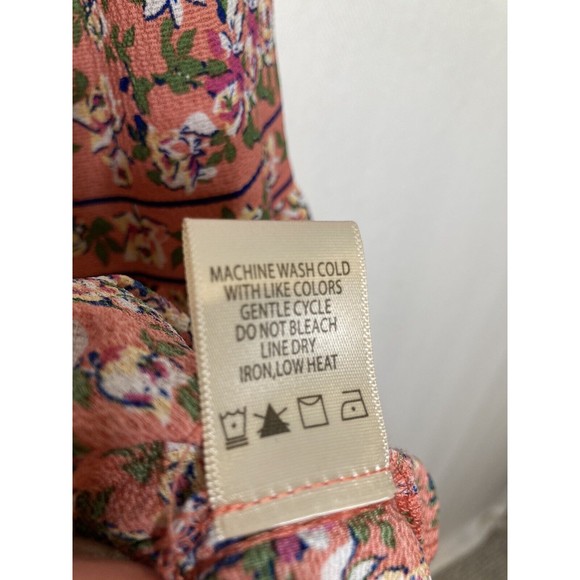 MACHINE WASH COLD
WITH LIKE COLORS
GENTLE CYCLE
DO NOT BLEACH
LINE DRY
IRON,LOW HEAT